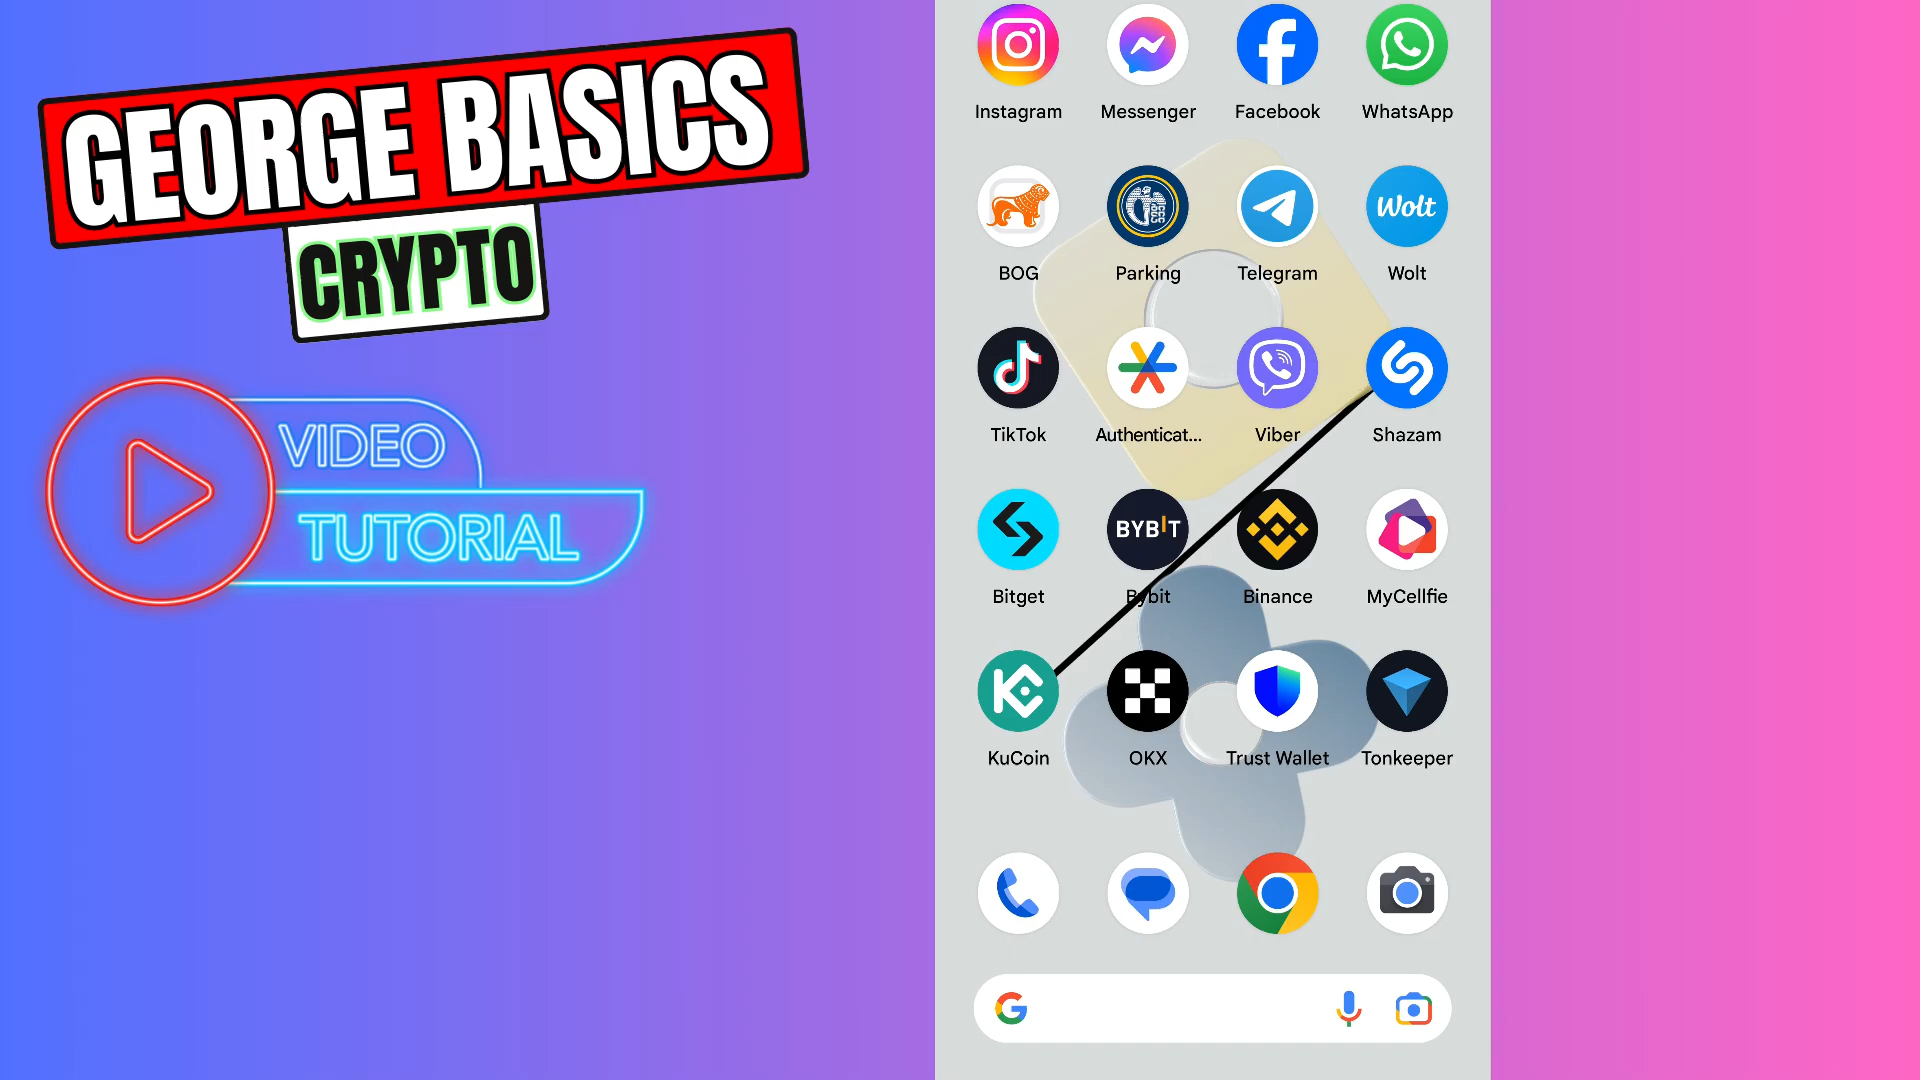 GEORGE BASICS
CRYPTO
VIDEO
TUTORIAL
Instagram Messenger Facebook WhatsApp
Wolt
BOG Parking Telegram Wolt
TikTok Authenticat... Viber Shazam
BYBIT
Bitget Bybit Binance MyCellfie
KuCoin OKX Trust Wallet Tonkeeper